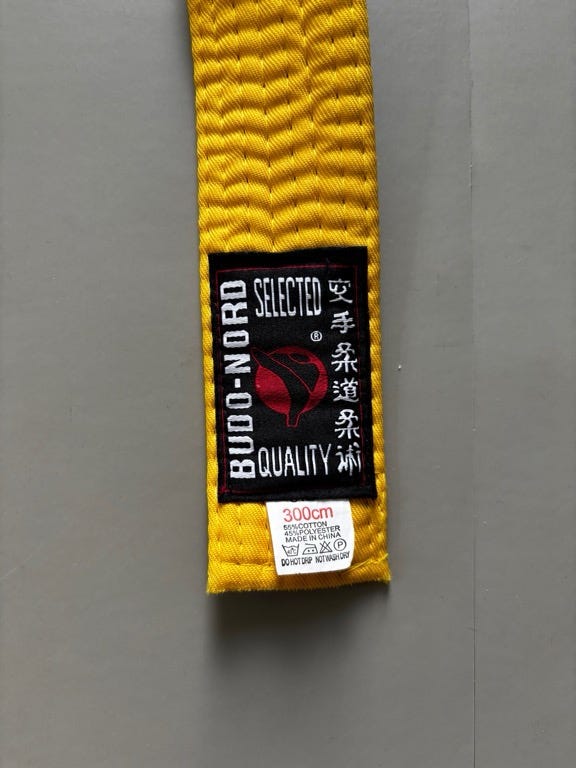 BUDO-NORD
SELECTED
®
QUALITY
空手柔道柔術
300cm
55%COTTON
45%POLYESTER
MADE IN CHINA
P
DO HOT DRIP NOT WASH DRY